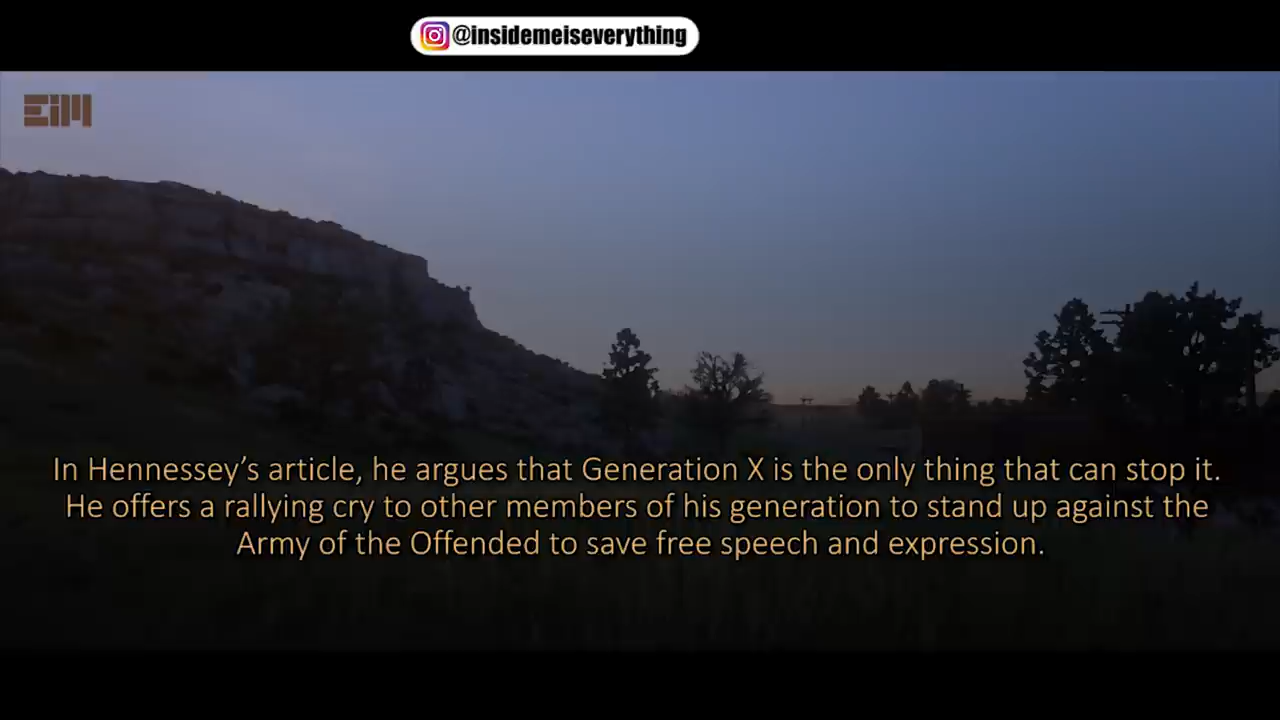 @insidemeiseverything
EIM
In Hennessey's article, he argues that Generation X is the only thing that can stop it.
He offers a rallying cry to other members of his generation to stand up against the
Army of the Offended to save free speech and expression.